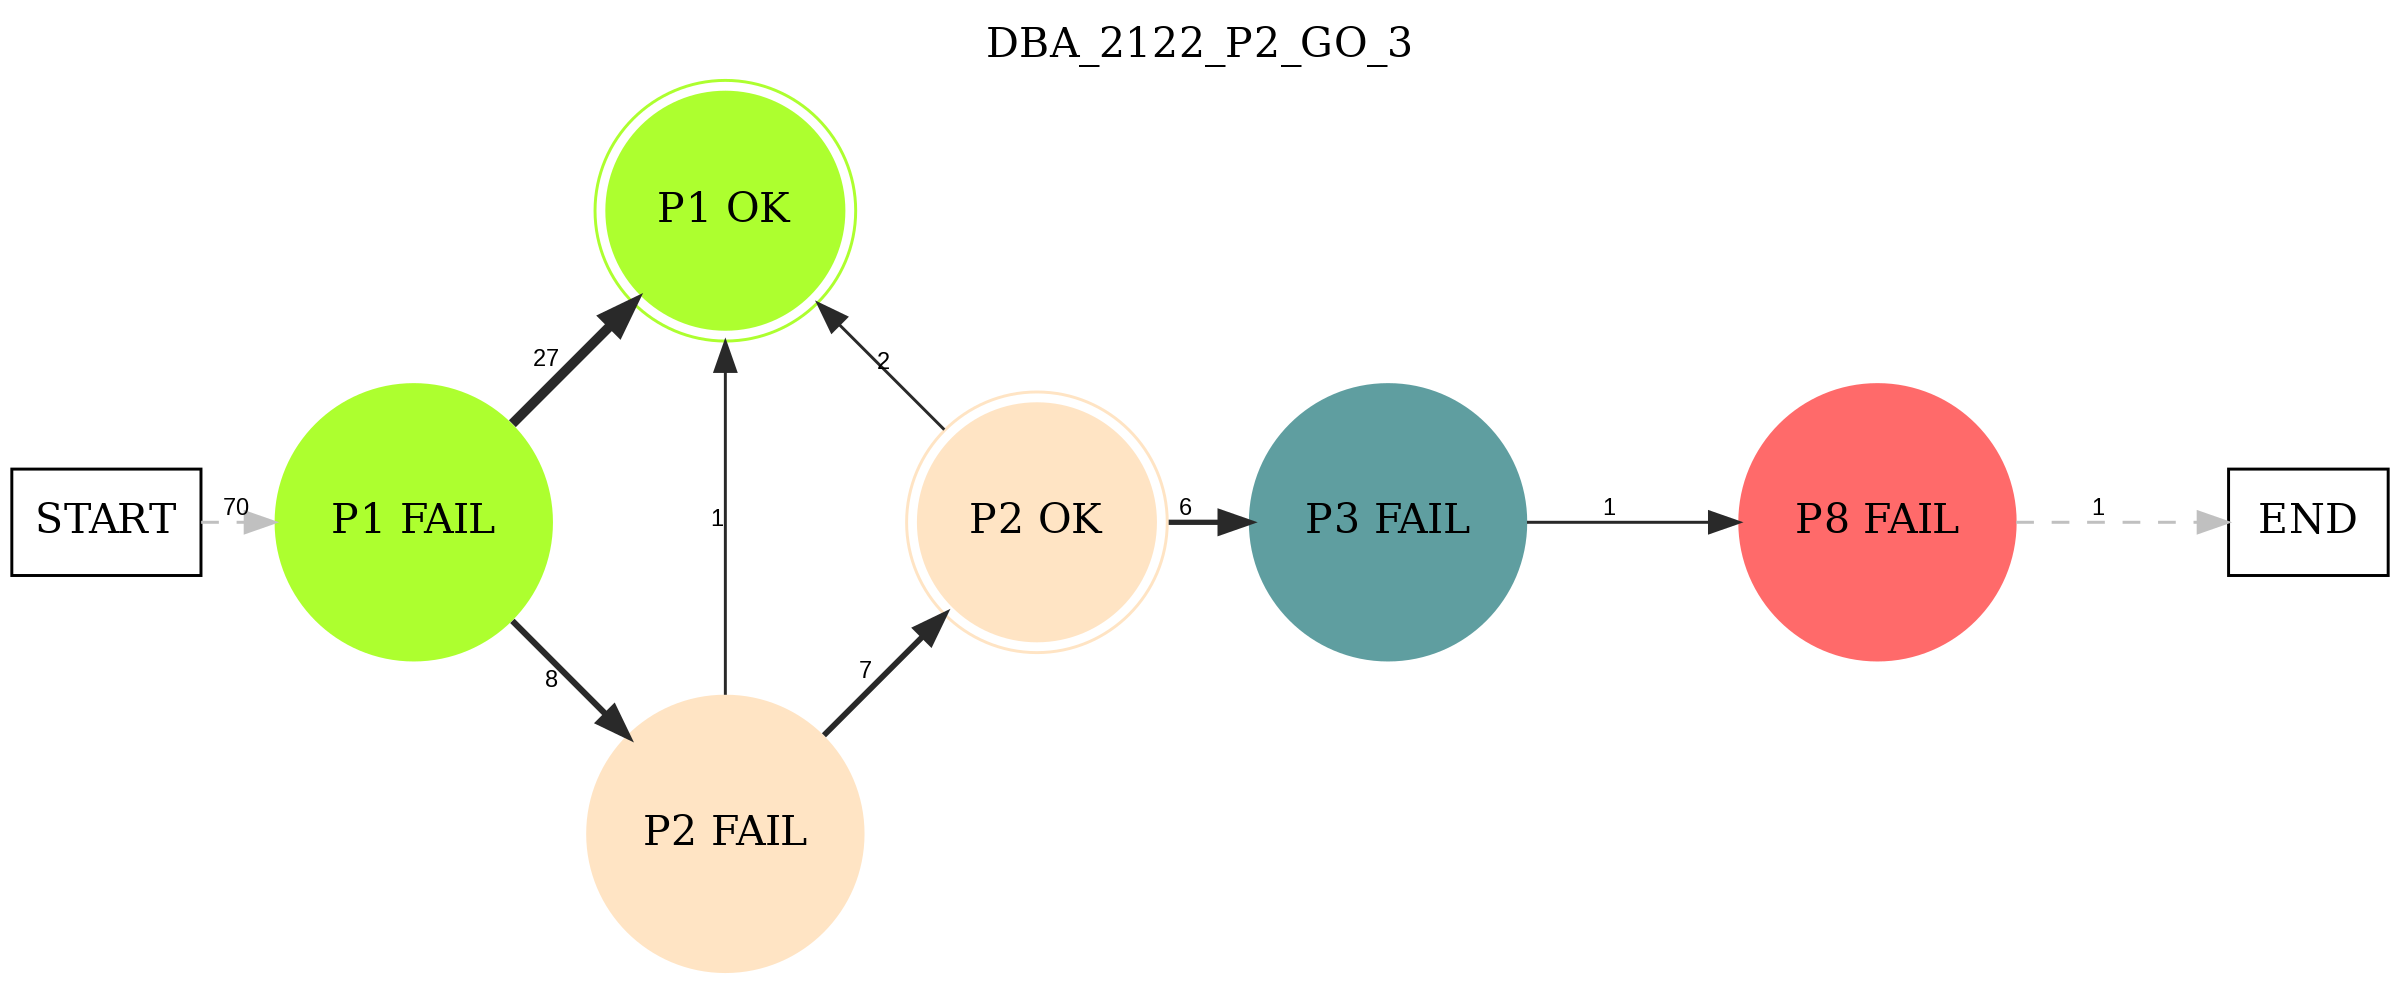 DBA_2122_P2_GO_3
P1 OK
27
2
START
70
P1 FAIL
1
P2 OK
6
P3 FAIL
1
P8 FAIL
1
END
8
7
P2 FAIL